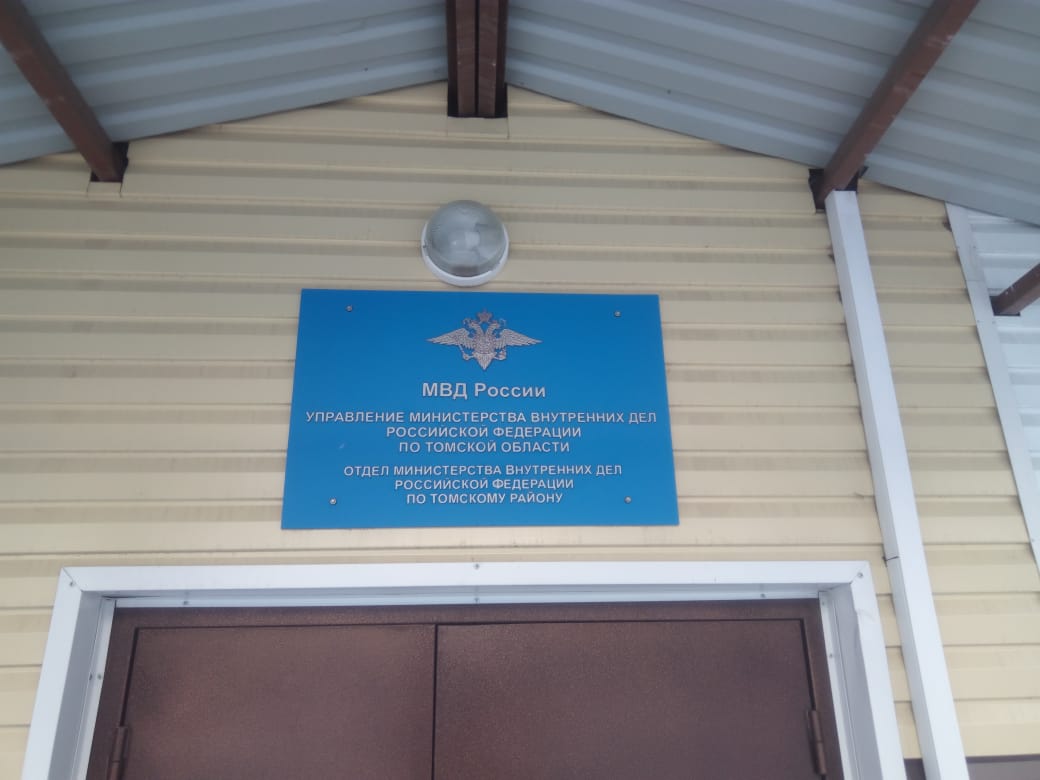 МВД России
УПРАВЛЕНИЕ МИНИСТЕРСТВА ВНУТРЕННИХ ДЕЛ
РОССИЙСКОЙ ФЕДЕРАЦИИ
ПО ТОМСКОЙ ОБЛАСТИ
ОТДЕЛ МИНИСТЕРСТВА ВНУТРЕННИХ ДЕЛ
РОССИЙСКОЙ ФЕДЕРАЦИИ
ПО ТОМСКОМУ РАЙОНУ